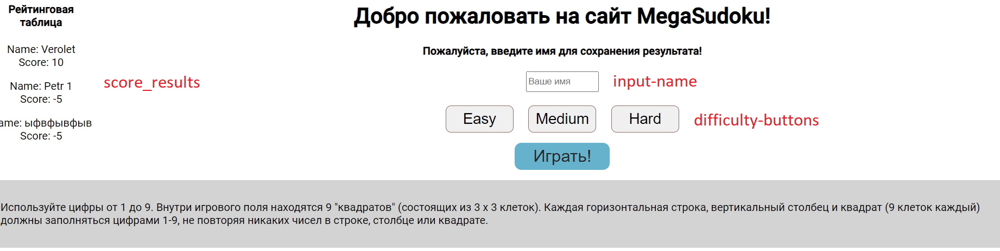 Рейтинговая
таблица
Name: Verolet
Score: 10
Name: Petr 1
Score: -5
ame: ыфвфывфыв
Score: -5
score_results
Добро пожаловать на сайт MegaSudoku!
Пожалуйста, введите имя для сохранения результата!
Ваше имя
input-name
Easy
Medium
Hard
difficulty-buttons
Играть!
Используйте цифры от 1 до 9. Внутри игрового поля находятся 9 "квадратов" (состоящих из 3 x 3 клеток). Каждая горизонтальная строка, вертикальный столбец и квадрат (9 клеток каждый)
должны заполняться цифрами 1-9, не повторяя никаких чисел в строке, столбце или квадрате.